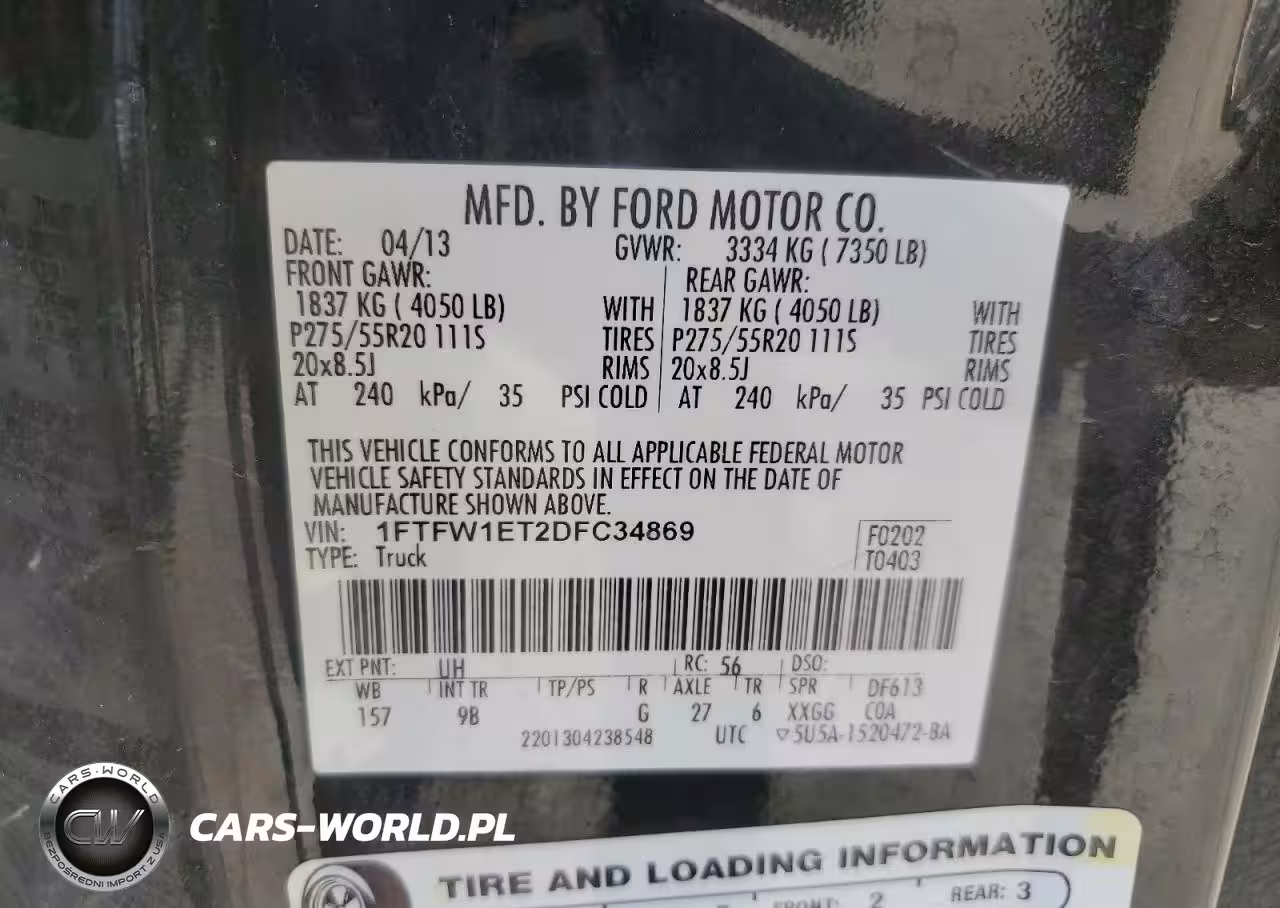 MFD. BY FORD MOTOR CO.
DATE: 04/13 GVWR: 3334 KG ( 7350 LB)
FRONT GAWR: REAR GAWR:
1837 KG ( 4050 LB) WITH 1837 KG ( 4050 LB) WITH
P275/55R20 111S TIRES P275/55R20 111S TIRES
20x8.5J RIMS 20x8.5J RIMS
AT 240 kPa/ 35 PSI COLD AT 240 kPa/ 35 PSI COLD
THIS VEHICLE CONFORMS TO ALL APPLICABLE FEDERAL MOTOR
VEHICLE SAFETY STANDARDS IN EFFECT ON THE DATE OF
MANUFACTURE SHOWN ABOVE.
VIN: 1FTFW1ET2DFC34869 F0202
TYPE: Truck T0403
EXT PNT: UH RC: 56 DSO:
WB INT TR TP/PS R AXLE TR SPR DF613
157 9B G 27 6 XXGG C0A
2201304238548 UTC ▽5U5A-1520472-BA
CARS-WORLD
CW
BEZPOŚREDNI IMPORT Z USA
CARS-WORLD.PL
TIRE AND LOADING INFORMATION
FRONT: 2 REAR: 3